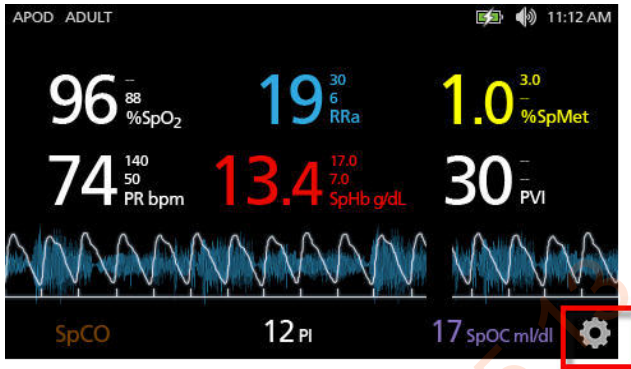 APOD ADULT 11:12 AM
96 -- 88 %SpO2
19 30 6 RRa
1.0 3.0 -- %SpMet
74 140 50 PR bpm
13.4 17.0 7.0 SpHb g/dL
30 -- -- PVI
SpCO 12 PI 17 SpOC ml/dl